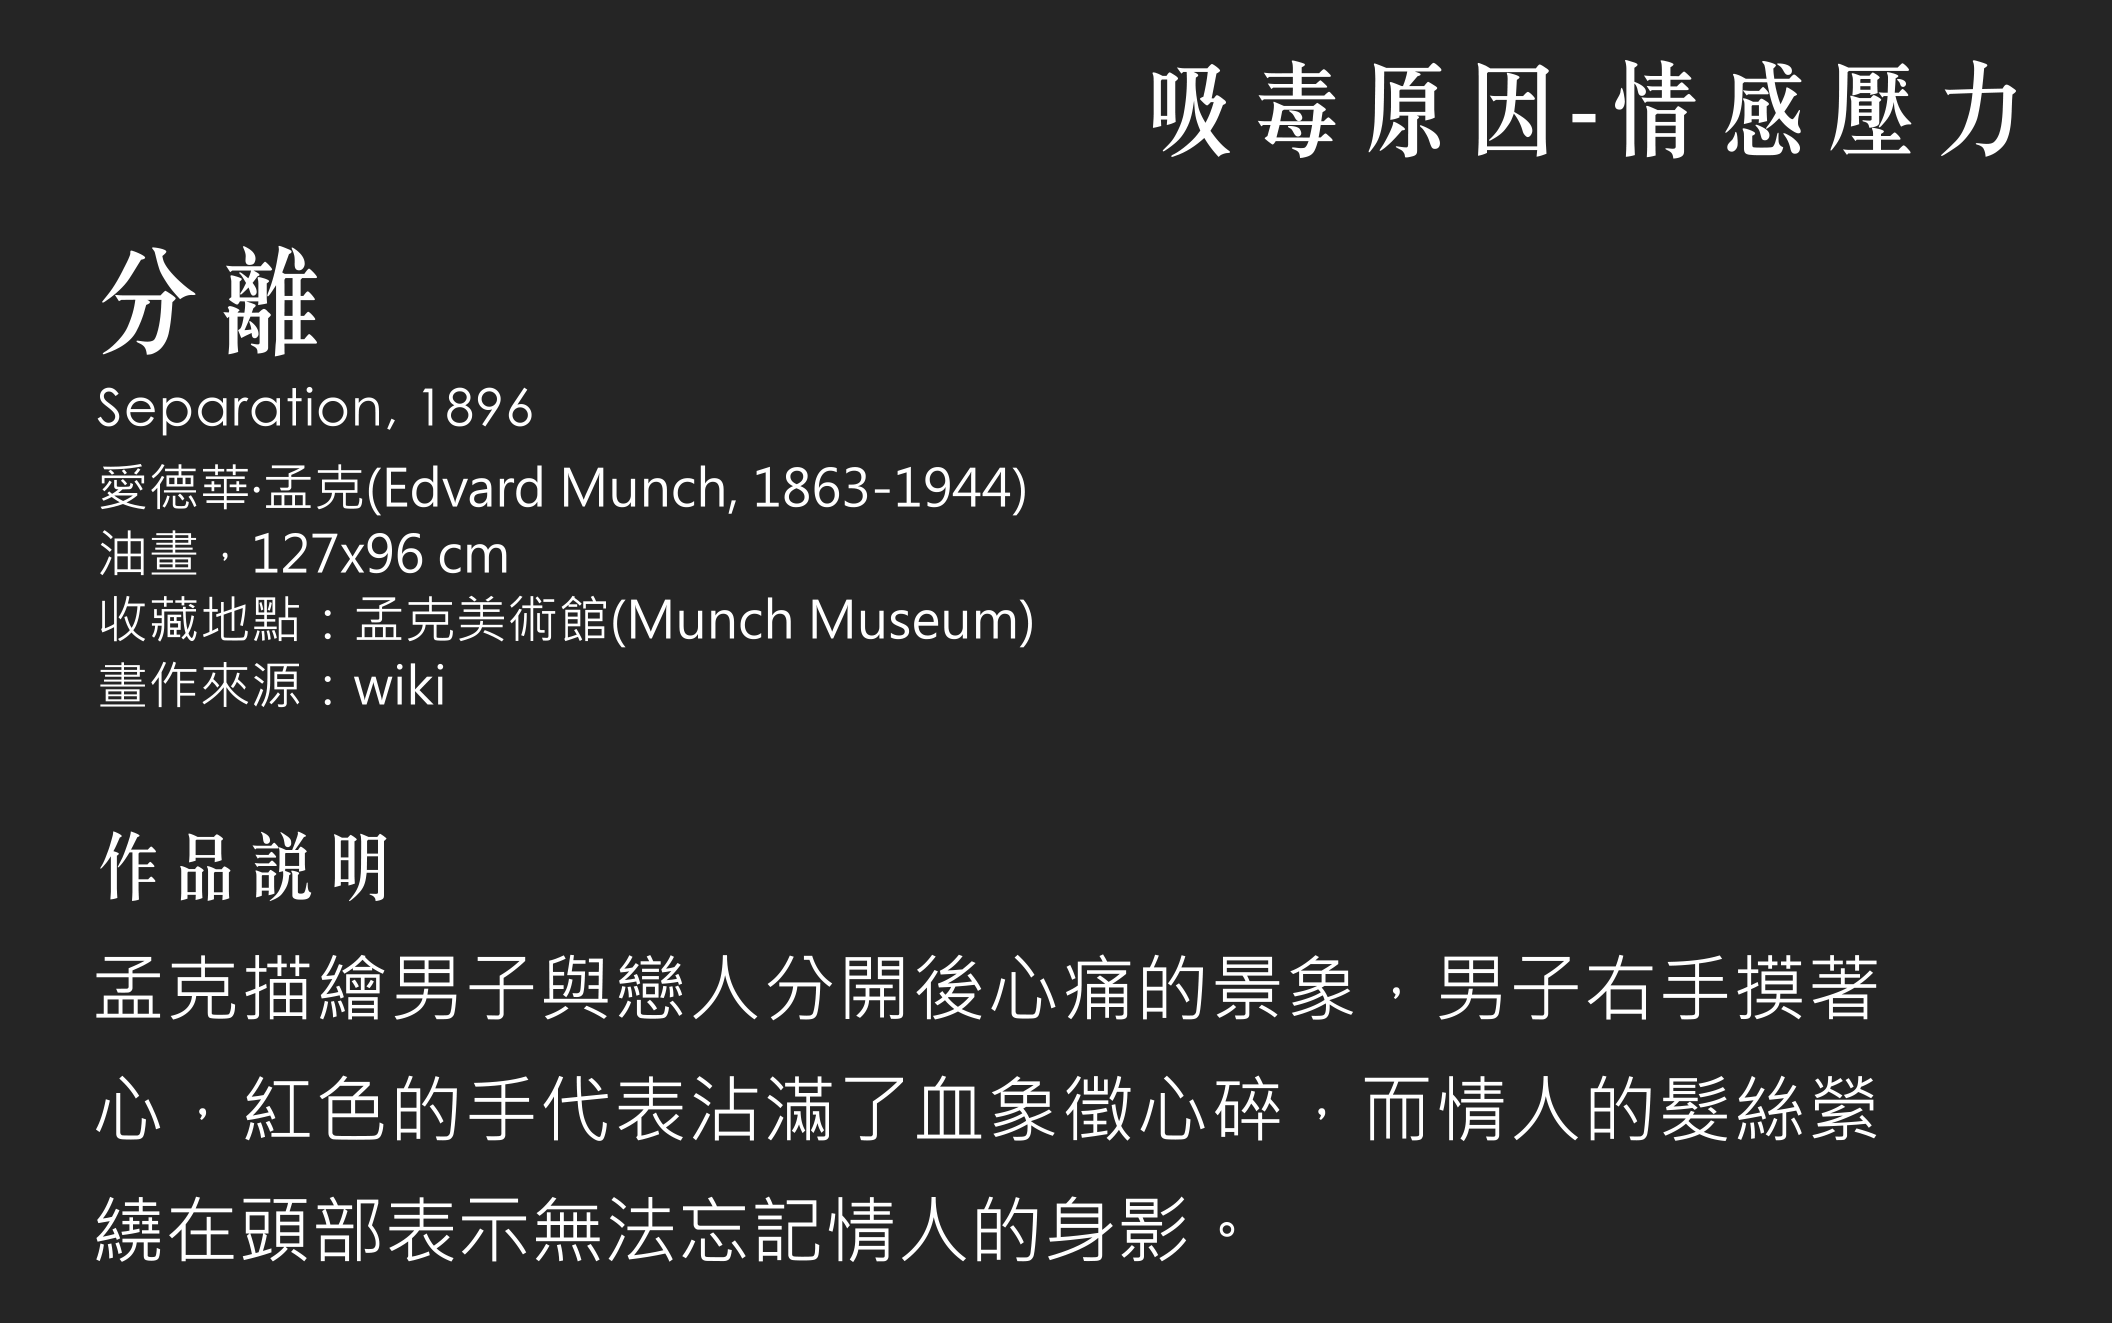 吸毒原因-情感壓力
分離
Separation, 1896
愛德華·孟克(Edvard Munch, 1863-1944)
油畫，127x96 cm
收藏地點：孟克美術館(Munch Museum)
畫作來源：wiki
作品説明
孟克描繪男子與戀人分開後心痛的景象，男子右手摸著
心，紅色的手代表沾滿了血象徵心碎，而情人的髮絲縈
繞在頭部表示無法忘記情人的身影。